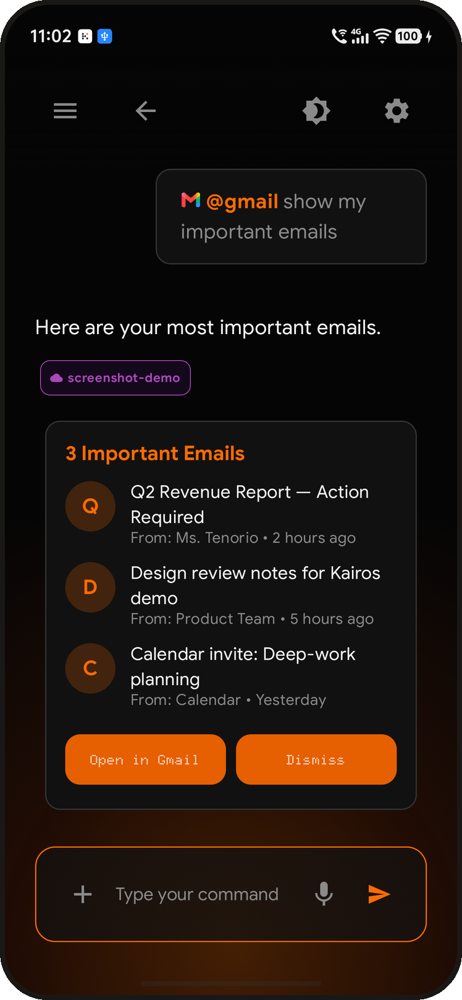 11:02
4G
100
@gmail show my
important emails
Here are your most important emails.
screenshot-demo
3 Important Emails
Q
Q2 Revenue Report — Action
Required
From: Ms. Tenorio • 2 hours ago
D
Design review notes for Kairos
demo
From: Product Team • 5 hours ago
C
Calendar invite: Deep-work
planning
From: Calendar • Yesterday
Open in Gmail
Dismiss
Type your command